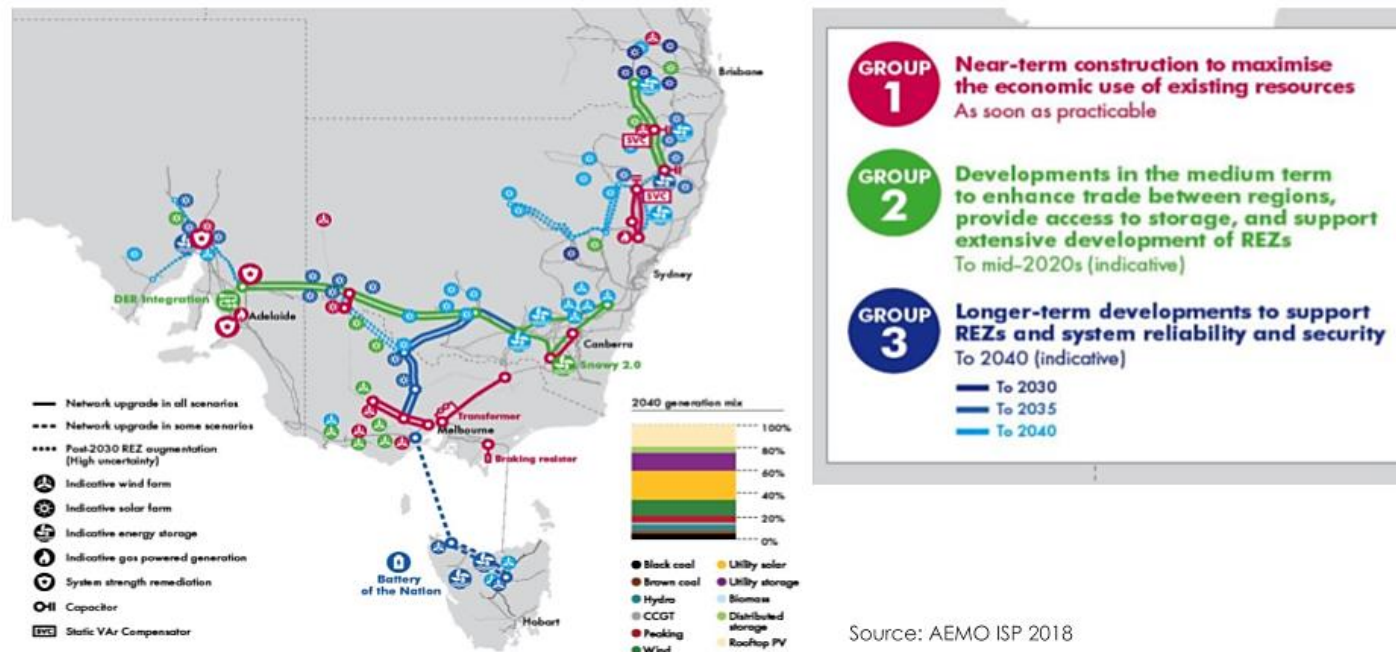 Brisbane
SVC
SVC
Sydney
DER Integration
Adelaide
Canberra
Snowy 2.0
Transformer
Melbourne
Braking resistor
Battery
of the Nation
Hobart
Network upgrade in all scenarios
Network upgrade in some scenarios
Post-2030 REZ augmentation
(High uncertainty)
Indicative wind farm
Indicative solar farm
Indicative energy storage
Indicative gas powered generation
System strength remediation
Capacitor
SVC Static VAr Compensator
2040 generation mix
100%
80%
60%
40%
20%
0%
Black coal
Brown coal
Hydro
CCGT
Peaking
Wind
Utility solar
Utility storage
Biomass
Distributed
storage
Rooftop PV
GROUP
1
Near-term construction to maximise
the economic use of existing resources
As soon as practicable
GROUP
2
Developments in the medium term
to enhance trade between regions,
provide access to storage, and support
extensive development of REZs
To mid-2020s (indicative)
GROUP
3
Longer-term developments to support
REZs and system reliability and security
To 2040 (indicative)
To 2030
To 2035
To 2040
Source: AEMO ISP 2018